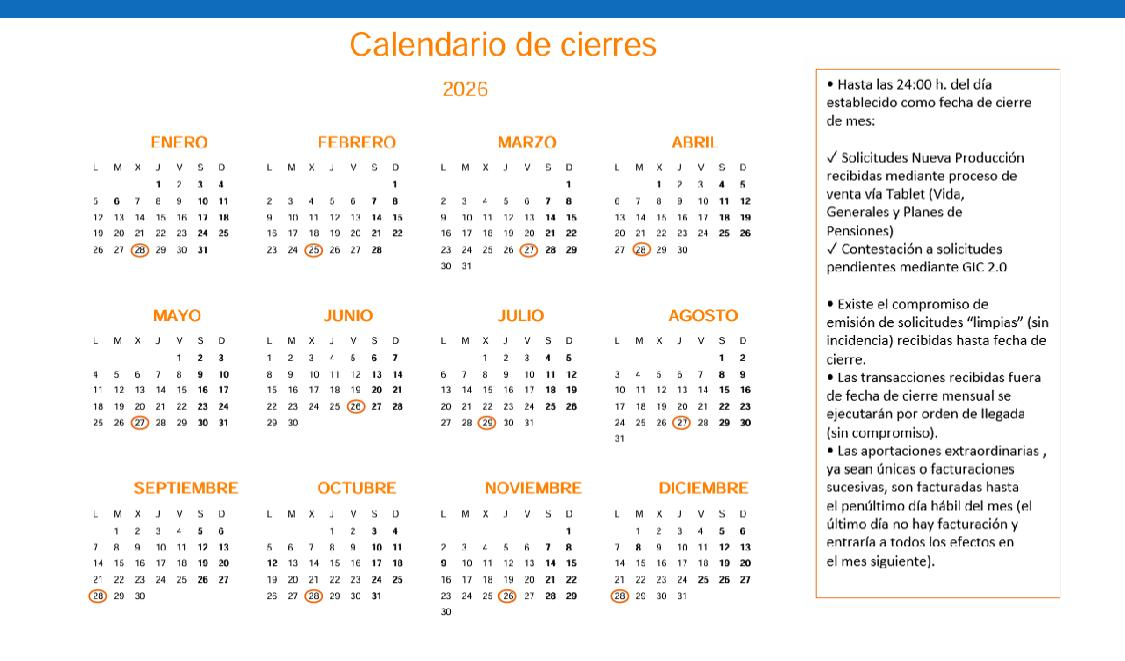 Calendario de cierres
2026
ENERO
L M X J V S D
1 2 3 4
5 6 7 8 9 10 11
12 13 14 15 16 17 18
19 20 21 22 23 24 25
26 27 28 29 30 31
FEBRERO
L M X J V S D
1
2 3 4 5 6 7 8
9 10 11 12 13 14 15
16 17 18 19 20 21 22
23 24 25 26 27 28
MARZO
L M X J V S D
1
2 3 4 5 6 7 8
9 10 11 12 13 14 15
16 17 18 19 20 21 22
23 24 25 26 27 28 29
30 31
ABRIL
L M X J V S D
1 2 3 4 5
6 7 8 9 10 11 12
13 14 15 16 17 18 19
20 21 22 23 24 25 26
27 28 29 30
MAYO
L M X J V S D
1 2 3
4 5 6 7 8 9 10
11 12 13 14 15 16 17
18 19 20 21 22 23 24
25 26 27 28 29 30 31
JUNIO
L M X J V S D
1 2 3 4 5 6 7
8 9 10 11 12 13 14
15 16 17 18 19 20 21
22 23 24 25 26 27 28
29 30
JULIO
L M X J V S D
1 2 3 4 5
6 7 8 9 10 11 12
13 14 15 16 17 18 19
20 21 22 23 24 25 26
27 28 29 30 31
AGOSTO
L M X J V S D
1 2
3 4 5 6 7 8 9
10 11 12 13 14 15 16
17 18 19 20 21 22 23
24 25 26 27 28 29 30
31
SEPTIEMBRE
L M X J V S D
1 2 3 4 5 6
7 8 9 10 11 12 13
14 15 16 17 18 19 20
21 22 23 24 25 26 27
28 29 30
OCTUBRE
L M X J V S D
1 2 3 4
5 6 7 8 9 10 11
12 13 14 15 16 17 18
19 20 21 22 23 24 25
26 27 28 29 30 31
NOVIEMBRE
L M X J V S D
1
2 3 4 5 6 7 8
9 10 11 12 13 14 15
16 17 18 19 20 21 22
23 24 25 26 27 28 29
30
DICIEMBRE
L M X J V S D
1 2 3 4 5 6
7 8 9 10 11 12 13
14 15 16 17 18 19 20
21 22 23 24 25 26 27
28 29 30 31
• Hasta las 24:00 h. del día
establecido como fecha de cierre
de mes:
✓ Solicitudes Nueva Producción
recibidas mediante proceso de
venta vía Tablet (Vida,
Generales y Planes de
Pensiones)
✓ Contestación a solicitudes
pendientes mediante GIC 2.0
• Existe el compromiso de
emisión de solicitudes “limpias” (sin
incidencia) recibidas hasta fecha de
cierre.
• Las transacciones recibidas fuera
de fecha de cierre mensual se
ejecutarán por orden de llegada
(sin compromiso).
• Las aportaciones extraordinarias ,
ya sean únicas o facturaciones
sucesivas, son facturadas hasta
el penúltimo día hábil del mes (el
último día no hay facturación y
entraría a todos los efectos en
el mes siguiente).